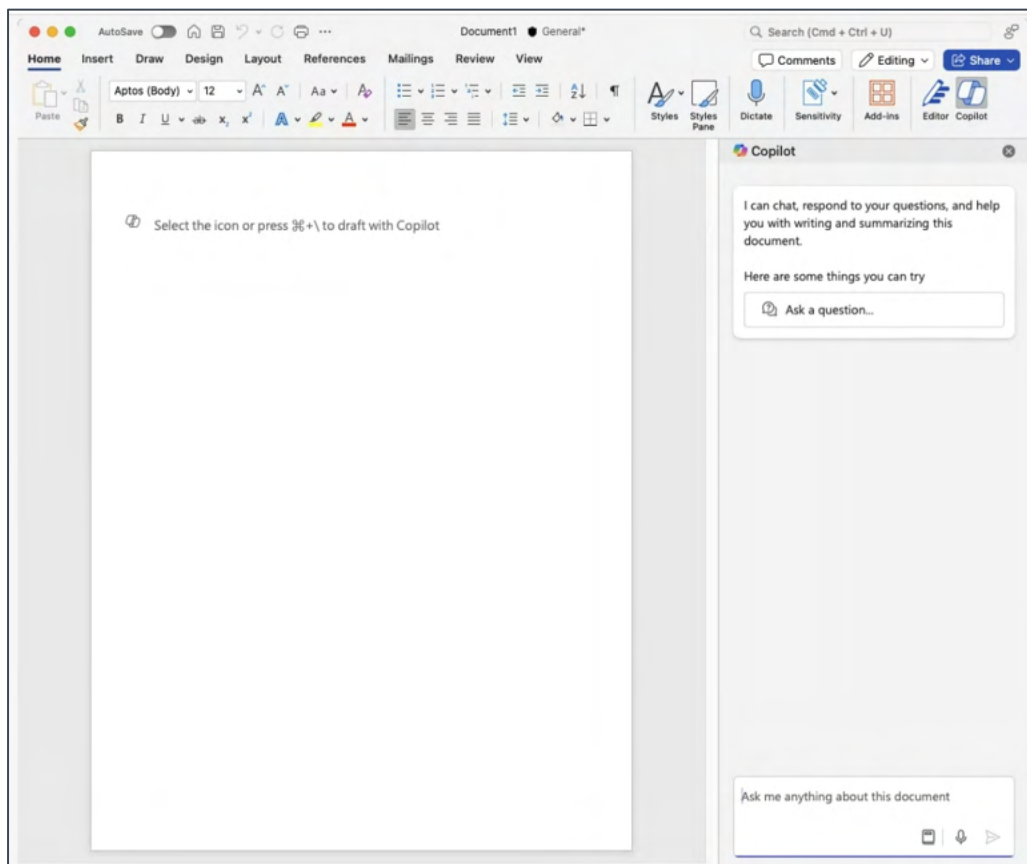 AutoSave
Document1 General*
Search (Cmd + Ctrl + U)
Home Insert Draw Design Layout References Mailings Review View
Comments Editing Share
Paste
Aptos (Body) 12 A^ A˅ Aa A
B I U ab x₂ x² A A
A
Z
¶
Styles
Styles Pane
Dictate
Sensitivity
Add-ins
Editor
Copilot
Select the icon or press ⌘+\ to draft with Copilot
Copilot
I can chat, respond to your questions, and help
you with writing and summarizing this
document.
Here are some things you can try
Ask a question...
Ask me anything about this document